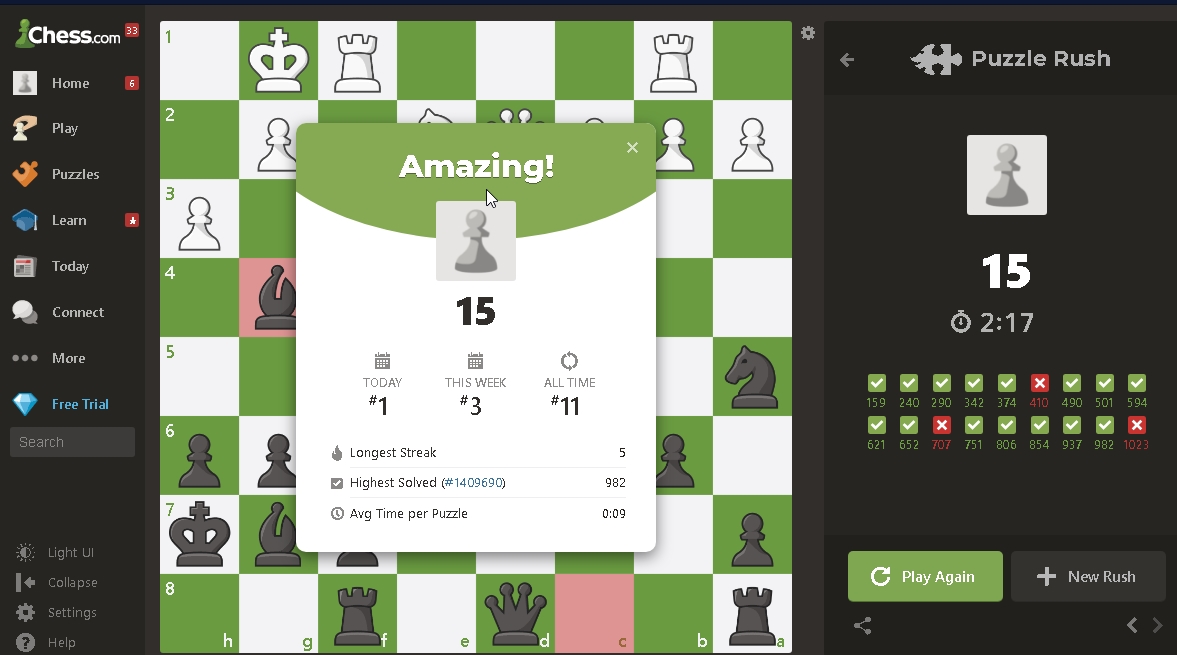 Chess.com 33
Home 6
Play
Puzzles
Learn
Today
Connect
More
Free Trial
Search
Light UI
Collapse
Settings
Help
1
2
3
4
5
6
7
8
h g f e d c b a
Amazing!
15
TODAY THIS WEEK ALL TIME
#1 #3 #11
Longest Streak 5
Highest Solved (#1409690) 982
Avg Time per Puzzle 0:09
Puzzle Rush
15
2:17
159 240 290 342 374 410 490 501 594
621 652 707 751 806 854 937 982 1023
Play Again New Rush